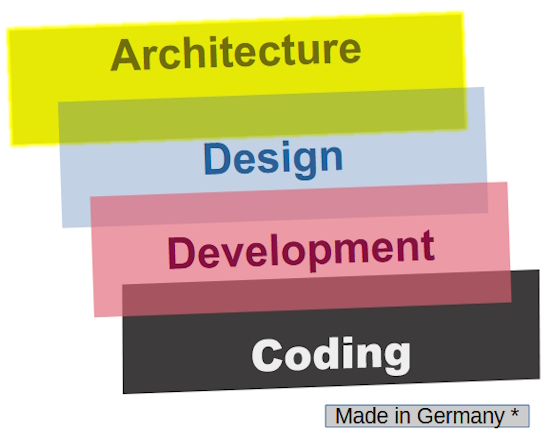 Architecture
Design
Development
Coding
Made in Germany *